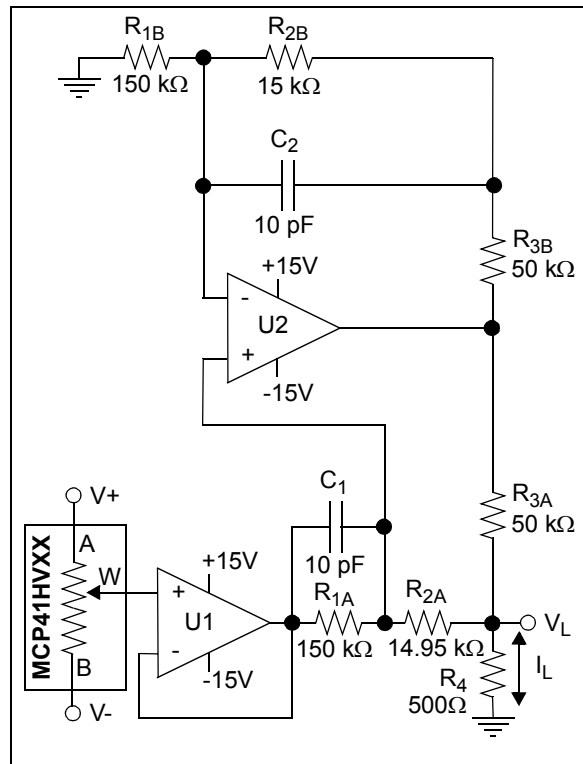 R1B
150 kΩ
R2B
15 kΩ
C2
10 pF
R3B
50 kΩ
+15V
-
U2
+
-15V
R3A
50 kΩ
C1
10 pF
V+
A
MCP41HVXX
W
B
V-
+15V
+
U1
-
-15V
R1A
150 kΩ
R2A
14.95 kΩ
VL
R4
500Ω
IL